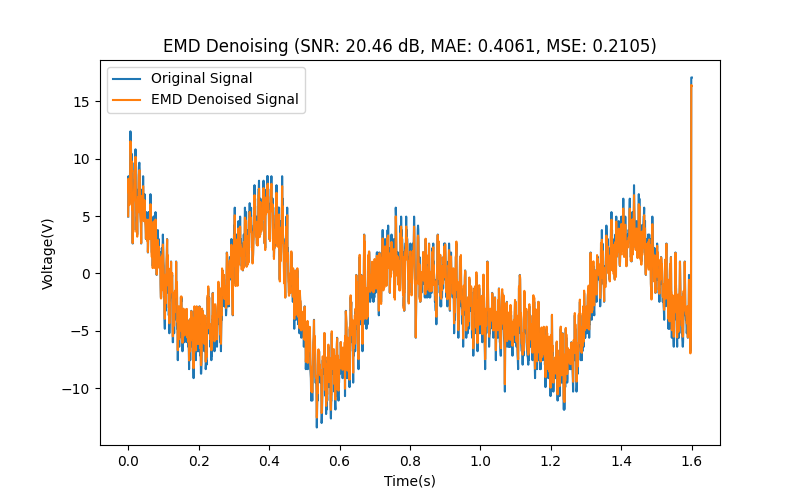 EMD Denoising (SNR: 20.46 dB, MAE: 0.4061, MSE: 0.2105)
Original Signal
EMD Denoised Signal
Voltage(V)
15
10
5
0
−5
−10
0.0 0.2 0.4 0.6 0.8 1.0 1.2 1.4 1.6
Time(s)